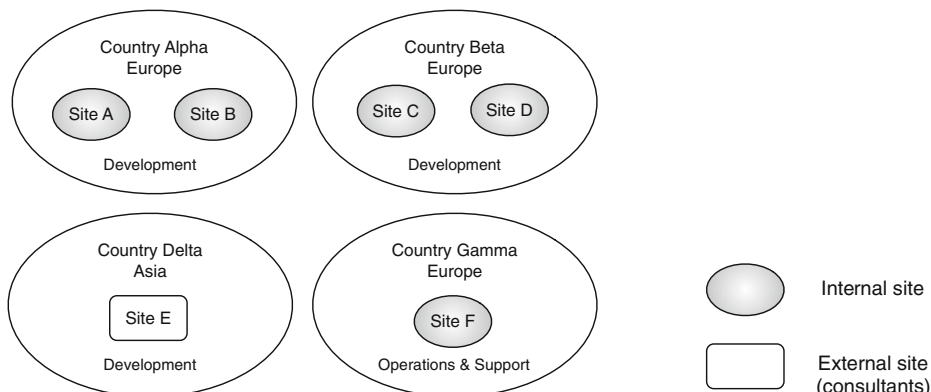 Country Alpha
Europe
Site A
Site B
Development
Country Beta
Europe
Site C
Site D
Development
Country Delta
Asia
Site E
Development
Country Gamma
Europe
Site F
Operations & Support
Internal site
External site
(consultants)